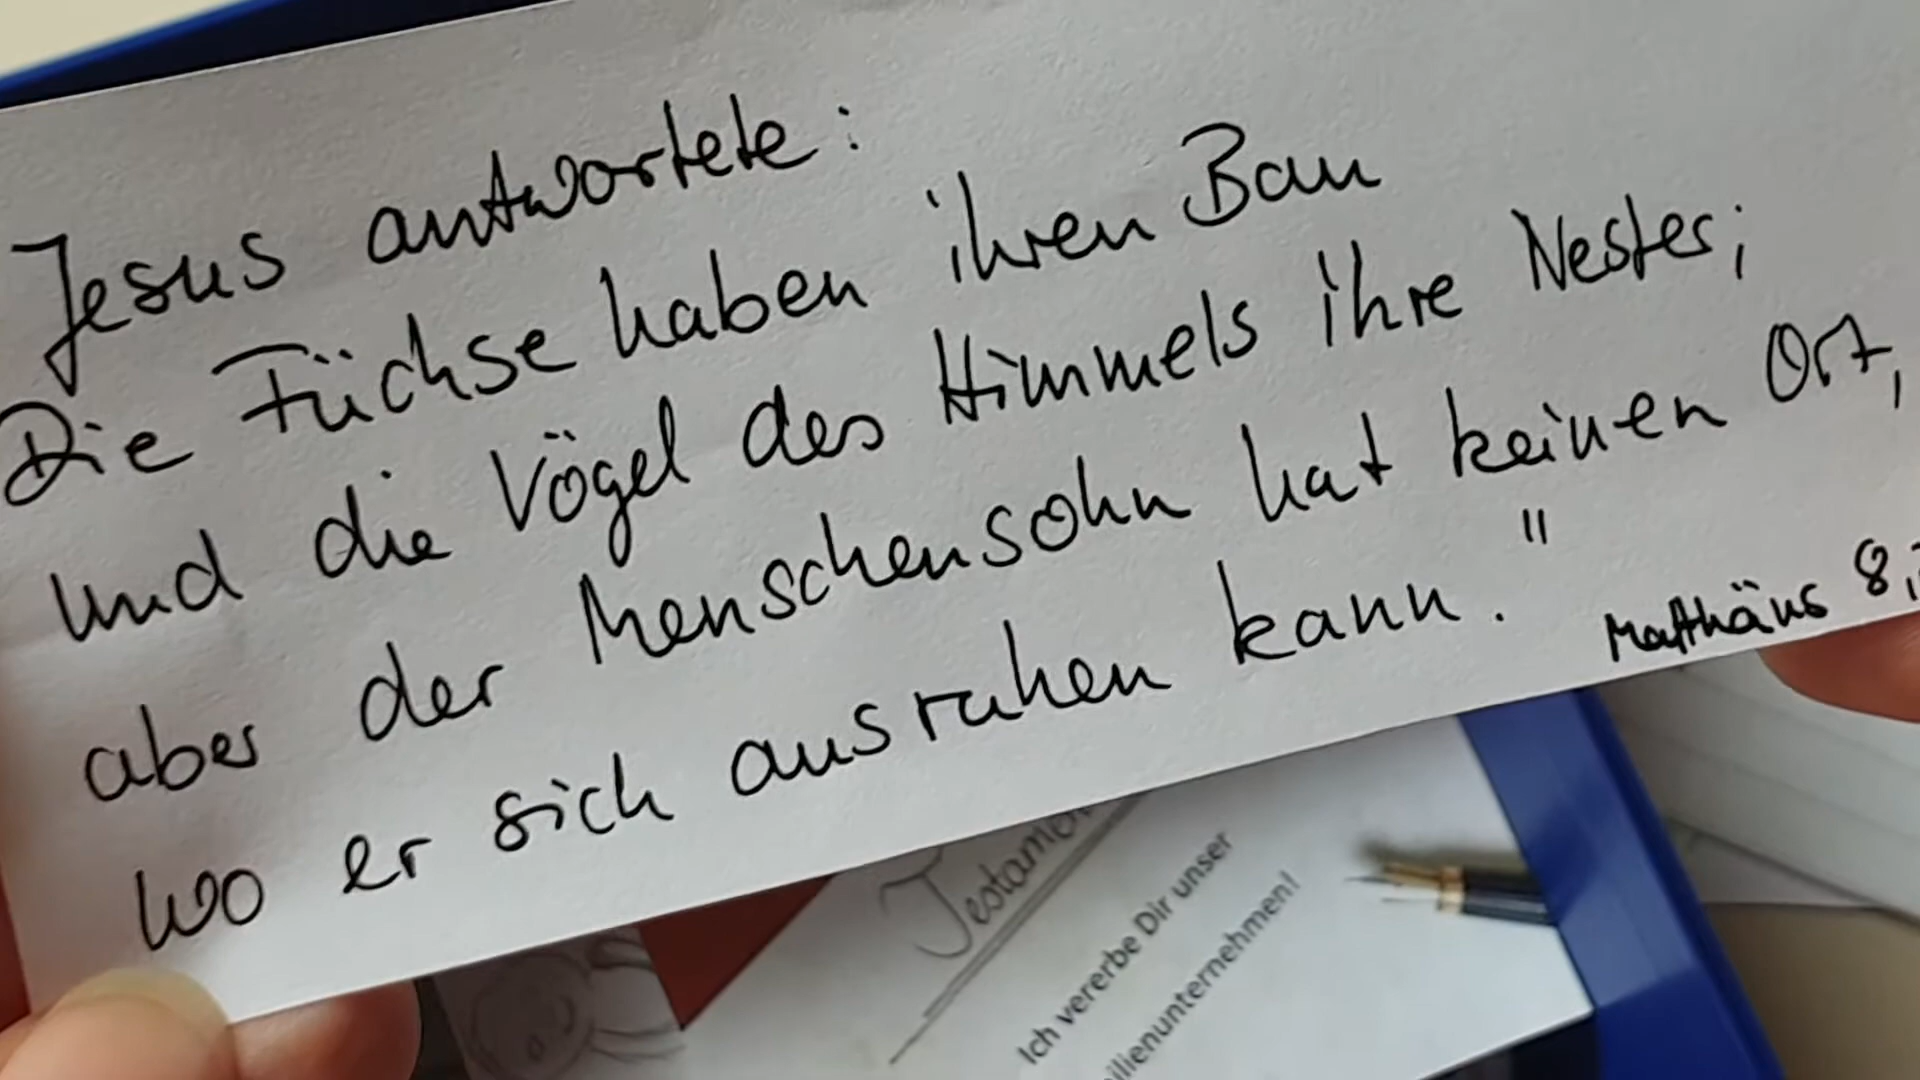 Jesus antwortete:
Die Füchse haben ihren Bau
und die Vögel des Himmels ihre Nester;
aber der Menschensohn hat keinen Ort,
wo er sich ausruhen kann."
Matthäus 8,
Ich vererbe Dir unser